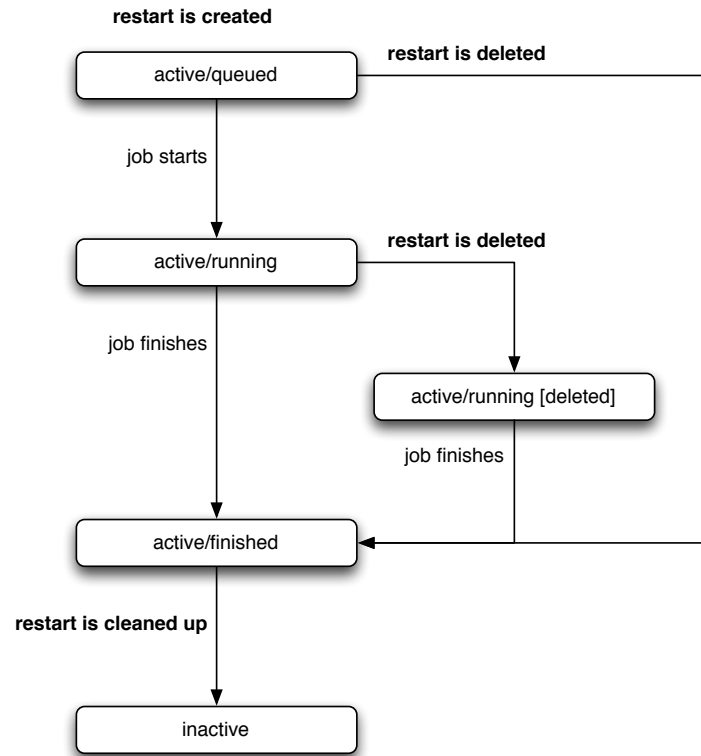 restart is created
active/queued
restart is deleted
job starts
active/running
restart is deleted
job finishes
active/running [deleted]
job finishes
active/finished
restart is cleaned up
inactive